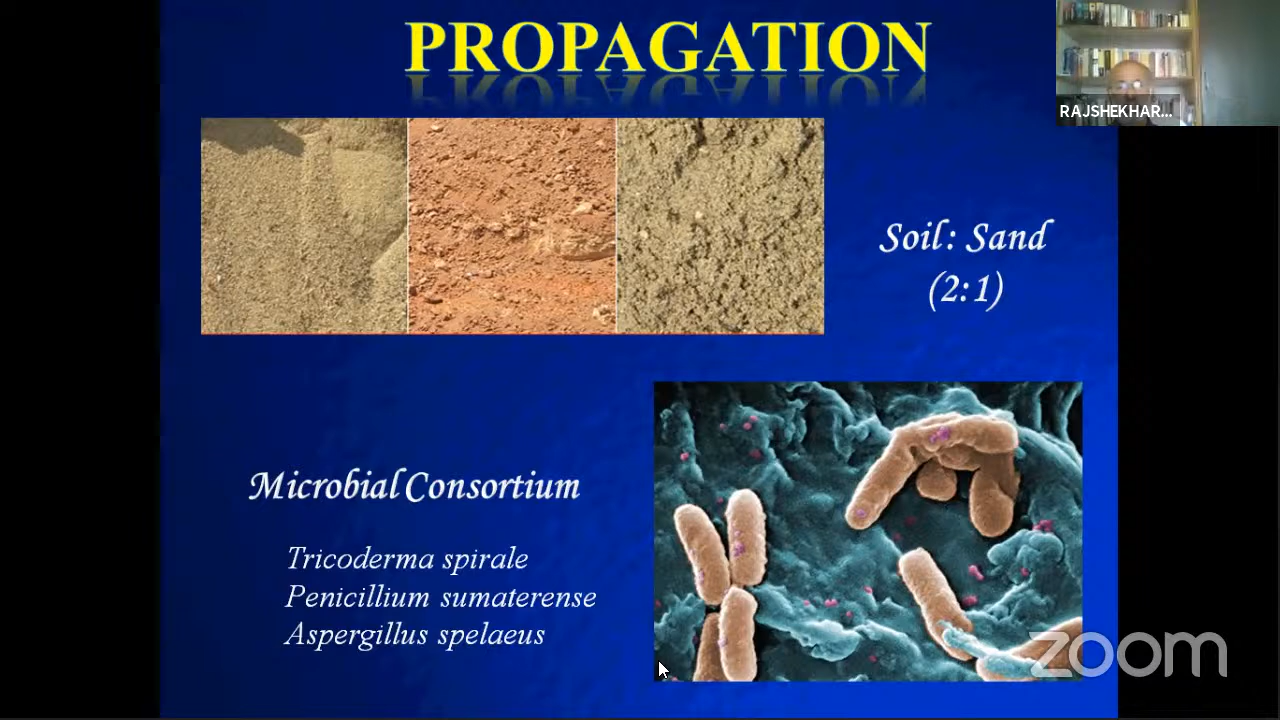 PROPAGATION
RAJSHEKHAR...
Soil: Sand
(2:1)
Microbial Consortium
Tricoderma spirale
Penicillium sumaterense
Aspergillus spelaeus
zoom